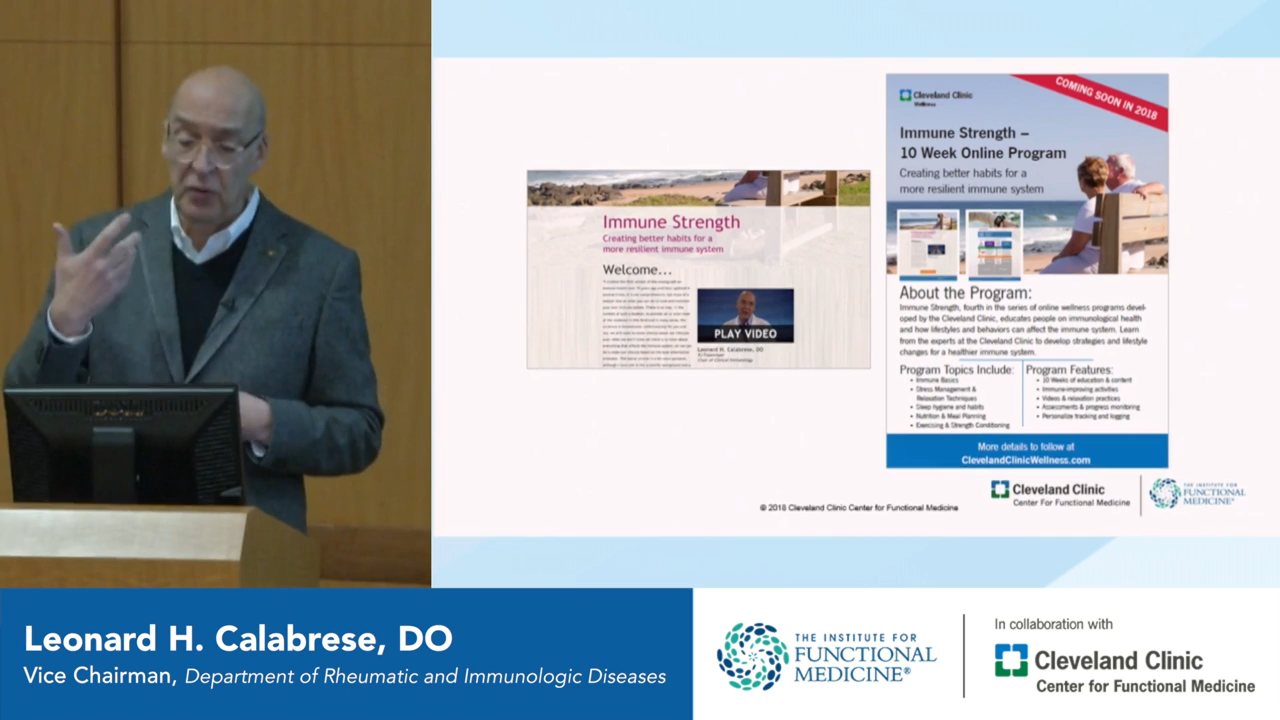 COMING SOON IN 2018
Cleveland Clinic
Wellness
Immune Strength –
10 Week Online Program
Creating better habits for a
more resilient immune system
Immune Strength
Creating better habits for a
more resilient immune system
Welcome...
PLAY VIDEO
Leonard H. Calabrese, DO
About the Program:
Immune Strength, fourth in the series of online wellness programs devel-
oped by the Cleveland Clinic, educates people on immunological health
and how lifestyles and behaviors can affect the immune system. Learn
from the experts at the Cleveland Clinic to develop strategies and lifestyle
changes for a healthier immune system.
Program Topics Include:
• Immune Basics
• Stress Management &
Relaxation Techniques
• Sleep hygiene and habits
• Nutrition & Meal Planning
• Exercising & Strength Conditioning
Program Features:
• 10 Weeks of education & content
• Immune-improving activities
• Videos & relaxation practices
• Assessments & progress monitoring
• Personalize tracking and logging
More details to follow at
ClevelandClinicWellness.com
Cleveland Clinic
Center For Functional Medicine
THE INSTITUTE FOR
FUNCTIONAL
MEDICINE®
© 2018 Cleveland Clinic Center for Functional Medicine
Leonard H. Calabrese, DO
Vice Chairman, Department of Rheumatic and Immunologic Diseases
THE INSTITUTE FOR
FUNCTIONAL
MEDICINE®
In collaboration with
Cleveland Clinic
Center for Functional Medicine